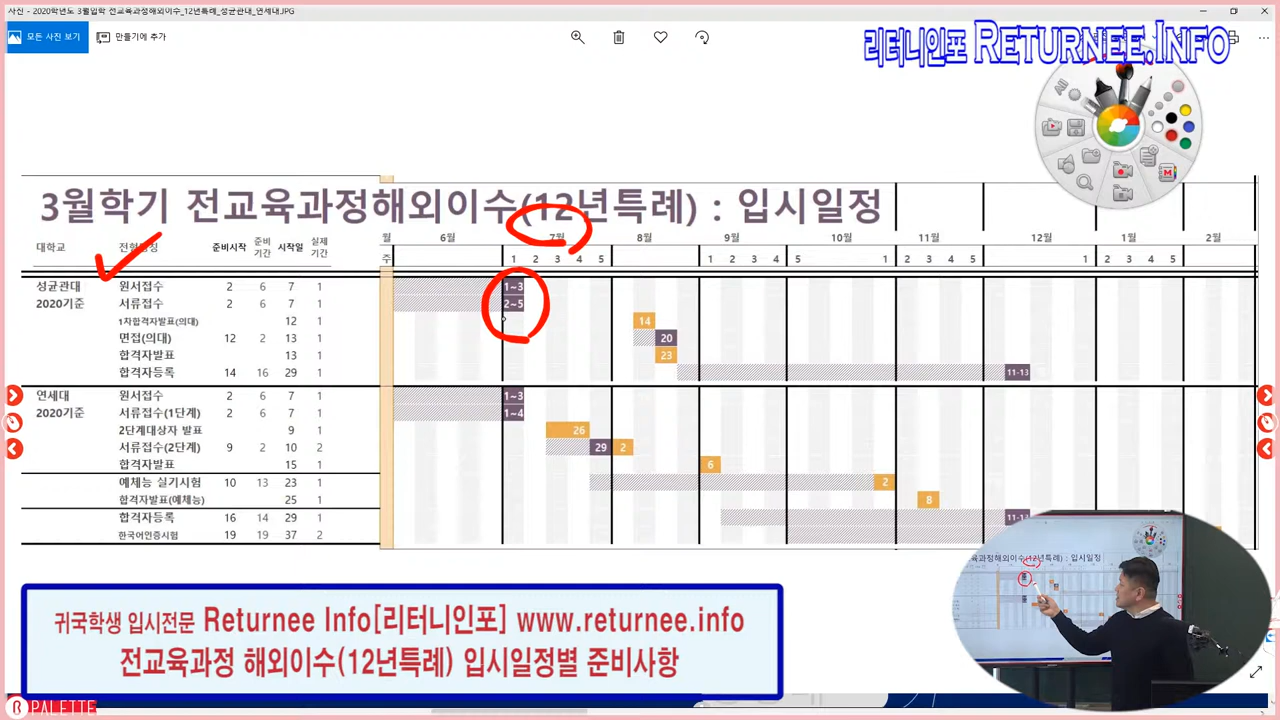 사진 - 2020학년도 3월입학 전교육과정해외이수_12년특례_성균관대_연세대.JPG
모든 사진 보기
만들기에 추가
리터니인포 RETURNEE.INFO
3월학기 전교육과정해외이수(12년특례) : 입시일정
월 6월 7월 8월 9월 10월 11월 12월 1월 2월
대학교 전형일정 준비시작 준비기간 시작일 실제기간
주 1 2 3 4 5 1 2 3 4 5 1 2 3 4 5 1 2 3 4 5
성균관대 원서접수 2 6 7 1 1~3
2020기준 서류접수 2 6 7 1 2~5
1차합격자발표(의대) 12 1 14
면접(의대) 12 2 13 1 20
합격자발표 13 1 23
합격자등록 14 16 29 1 11-13
연세대 원서접수 2 6 7 1 1~3
2020기준 서류접수(1단계) 2 6 7 1 1~4
2단계대상자 발표 9 1 26
서류접수(2단계) 9 2 10 2 29 2
합격자발표 15 1 6
예체능 실기시험 10 13 23 1 2
합격자발표(예체능) 25 1 8
합격자등록 16 14 29 1 11-13
한국어인증시험 19 19 37 2
귀국학생 입시전문 Returnee Info[리터니인포] www.returnee.info
전교육과정 해외이수(12년특례) 입시일정별 준비사항
PALETTE